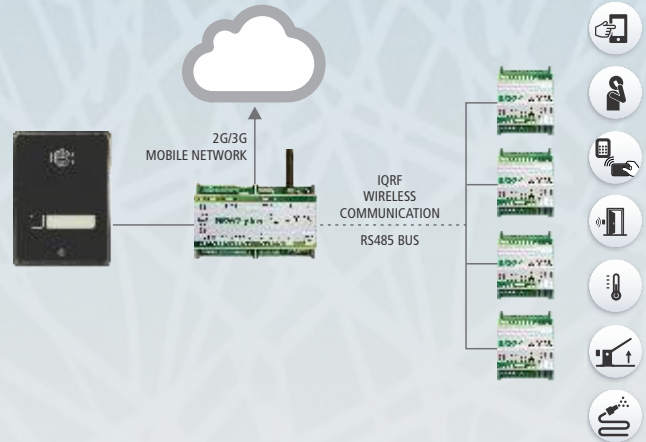 2G/3G
MOBILE NETWORK
IQRF
WIRELESS
COMMUNICATION
RS485 BUS